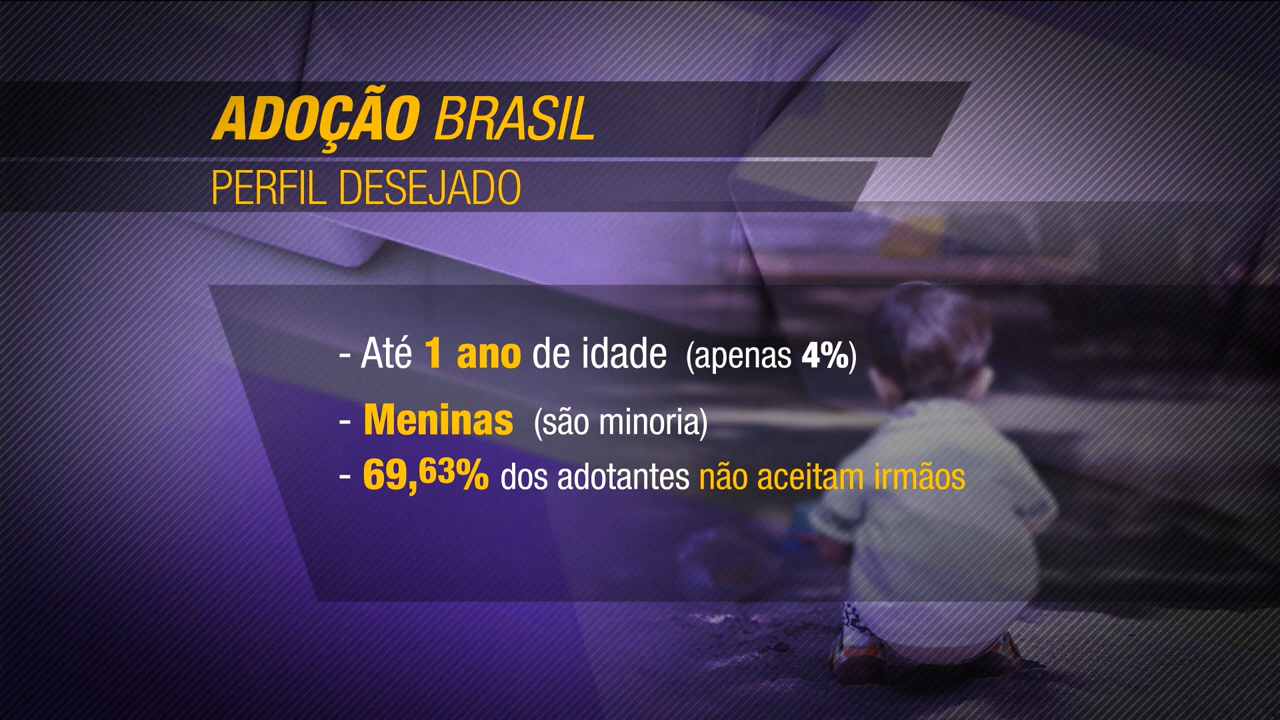 ADOÇÃO BRASIL
PERFIL DESEJADO
- Até 1 ano de idade (apenas 4%)
- Meninas (são minoria)
- 69,63% dos adotantes não aceitam irmãos